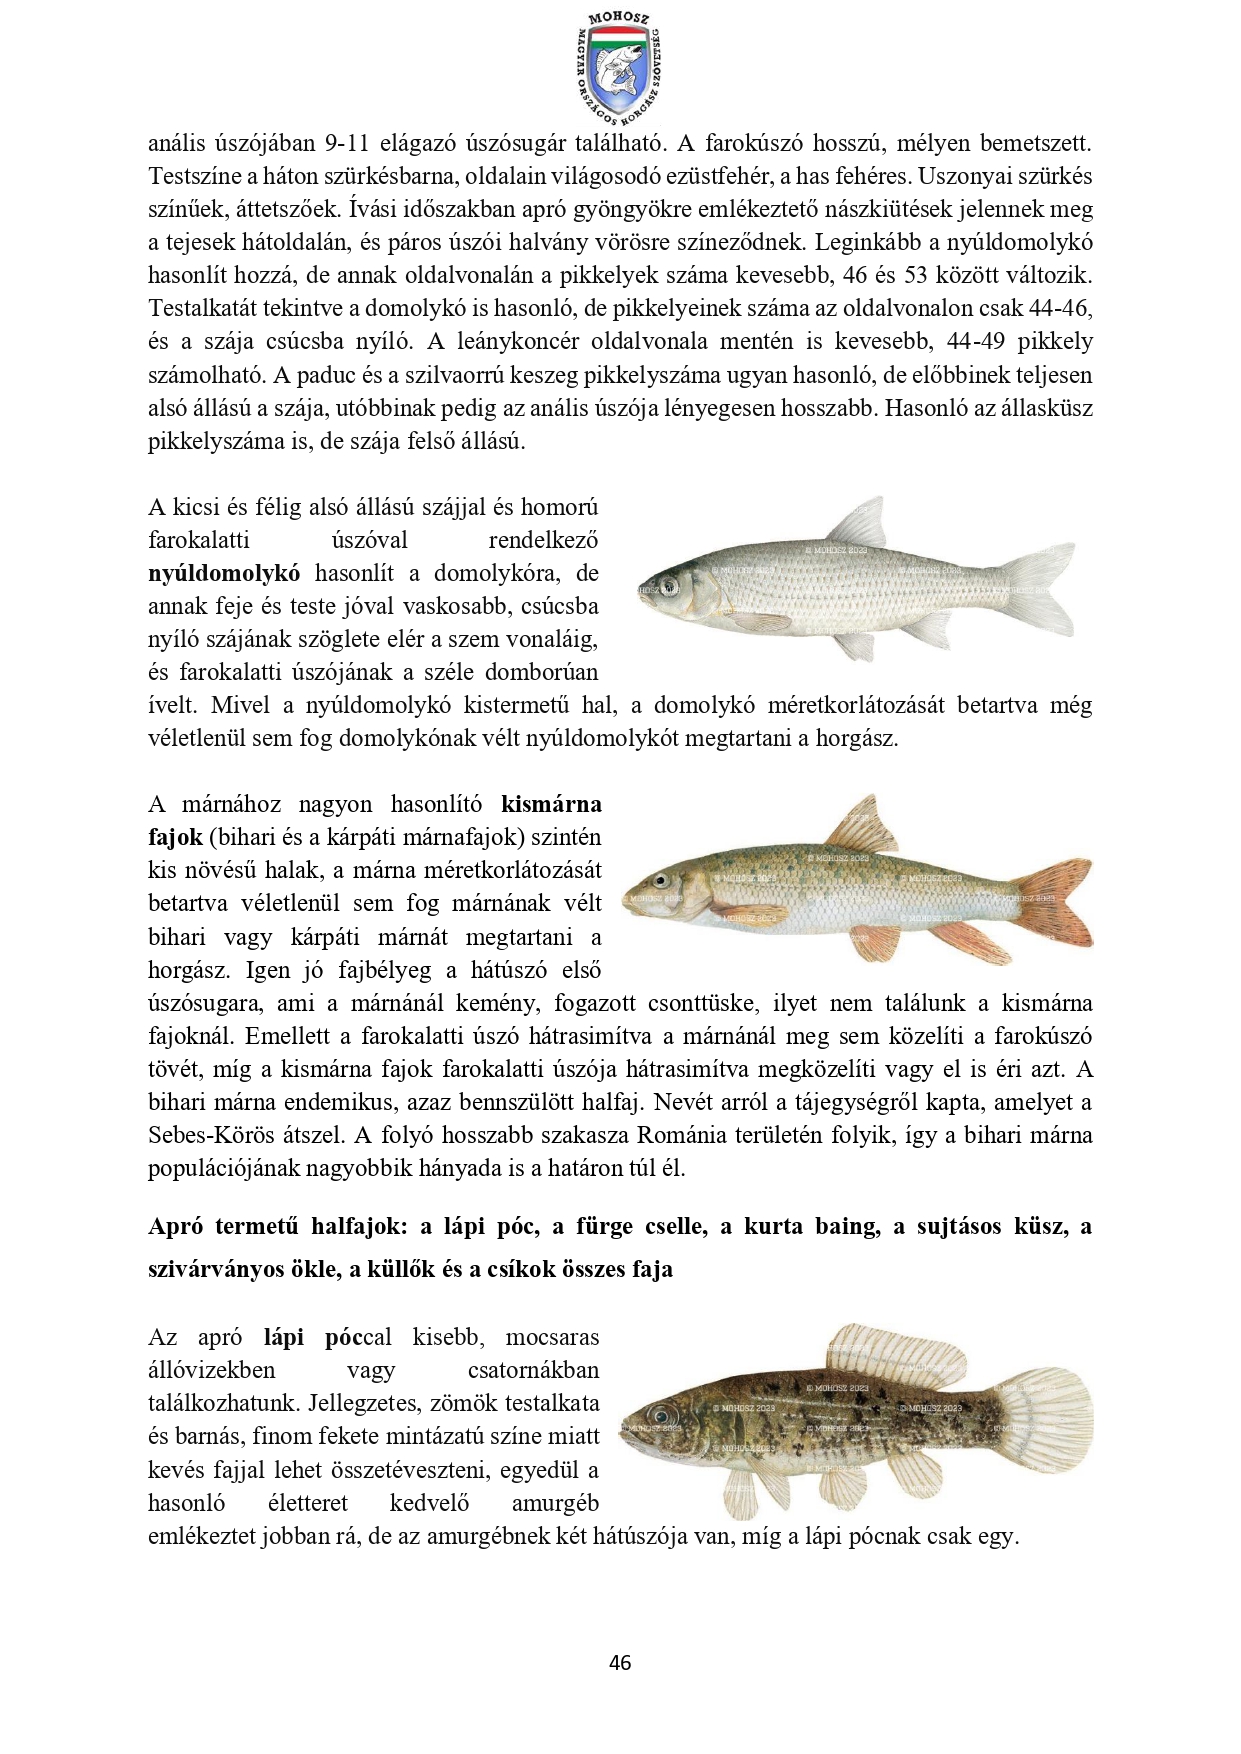 MOHOSZ
MAGYAR ORSZÁGOS HORGÁSZ SZÖVETSÉG
anális úszójában 9-11 elágazó úszósugár található. A farokúszó hosszú, mélyen bemetszett.
Testszíne a háton szürkésbarna, oldalain világosodó ezüstfehér, a has fehéres. Uszonyai szürkés
színűek, áttetszőek. Ívási időszakban apró gyöngyökre emlékeztető nászkiütések jelennek meg
a tejesek hátoldalán, és páros úszói halvány vörösre színeződnek. Leginkább a nyúldomolykó
hasonlít hozzá, de annak oldalvonalán a pikkelyek száma kevesebb, 46 és 53 között változik.
Testalkatát tekintve a domolykó is hasonló, de pikkelyeinek száma az oldalvonalon csak 44-46,
és a szája csúcsba nyíló. A leánykoncér oldalvonala mentén is kevesebb, 44-49 pikkely
számolható. A paduc és a szilvaorrú keszeg pikkelyszáma ugyan hasonló, de előbbinek teljesen
alsó állású a szája, utóbbinak pedig az anális úszója lényegesen hosszabb. Hasonló az állasküsz
pikkelyszáma is, de szája felső állású.
A kicsi és félig alsó állású szájjal és homorú
farokalatti úszóval rendelkező
nyúldomolykó hasonlít a domolykóra, de
annak feje és teste jóval vaskosabb, csúcsba
nyíló szájának szöglete elér a szem vonaláig,
és farokalatti úszójának a széle domborúan
ívelt. Mivel a nyúldomolykó kistermetű hal, a domolykó méretkorlátozását betartva még
véletlenül sem fog domolykónak vélt nyúldomolykót megtartani a horgász.
© MOHOSZ 2023
A márnához nagyon hasonlító kismárna
fajok (bihari és a kárpáti márnafajok) szintén
kis növésű halak, a márna méretkorlátozását
betartva véletlenül sem fog márnának vélt
bihari vagy kárpáti márnát megtartani a
horgász. Igen jó fajbélyeg a hátúszó első
úszósugara, ami a márnánál kemény, fogazott csonttüske, ilyet nem találunk a kismárna
fajoknál. Emellett a farokalatti úszó hátrasimítva a márnánál meg sem közelíti a farokúszó
tövét, míg a kismárna fajok farokalatti úszója hátrasimítva megközelíti vagy el is éri azt. A
bihari márna endemikus, azaz bennszülött halfaj. Nevét arról a tájegységről kapta, amelyet a
Sebes-Körös átszel. A folyó hosszabb szakasza Románia területén folyik, így a bihari márna
populációjának nagyobbik hányada is a határon túl él.
© MOHOSZ 2023
Apró termetű halfajok: a lápi póc, a fürge cselle, a kurta baing, a sujtásos küsz, a
szivárványos ökle, a küllők és a csíkok összes faja
Az apró lápi póccal kisebb, mocsaras
állóvizekben vagy csatornákban
találkozhatunk. Jellegzetes, zömök testalkata
és barnás, finom fekete mintázatú színe miatt
kevés fajjal lehet összetéveszteni, egyedül a
hasonló életteret kedvelő amurgéb
emlékeztet jobban rá, de az amurgébnek két hátúszója van, míg a lápi pócnak csak egy.
© MOHOSZ 2023
46